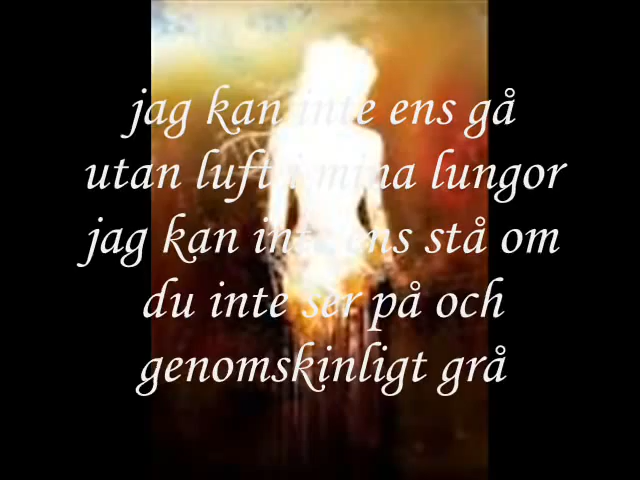 jag kan inte ens gå
utan luft i mina lungor
jag kan inte ens stå om
du inte ser på och
genomskinligt grå